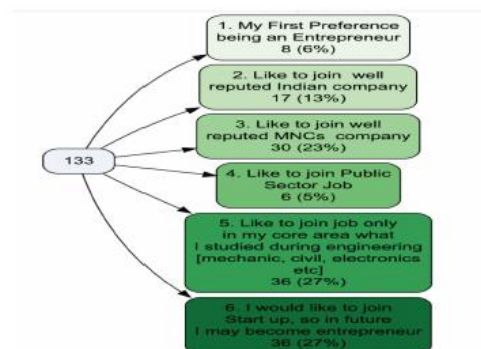 1. My First Preference
being an Entrepreneur
8 (6%)
2. Like to join well
reputed Indian company
17 (13%)
3. Like to join well
reputed MNCs company
30 (23%)
133
4. Like to join Public
Sector Job
6 (5%)
5. Like to join job only
in my core area what
I studied during engineering
[mechanic, civil, electronics
etc]
36 (27%)
6. I would like to join
Start up, so in future
I may become entrepreneur
36 (27%)